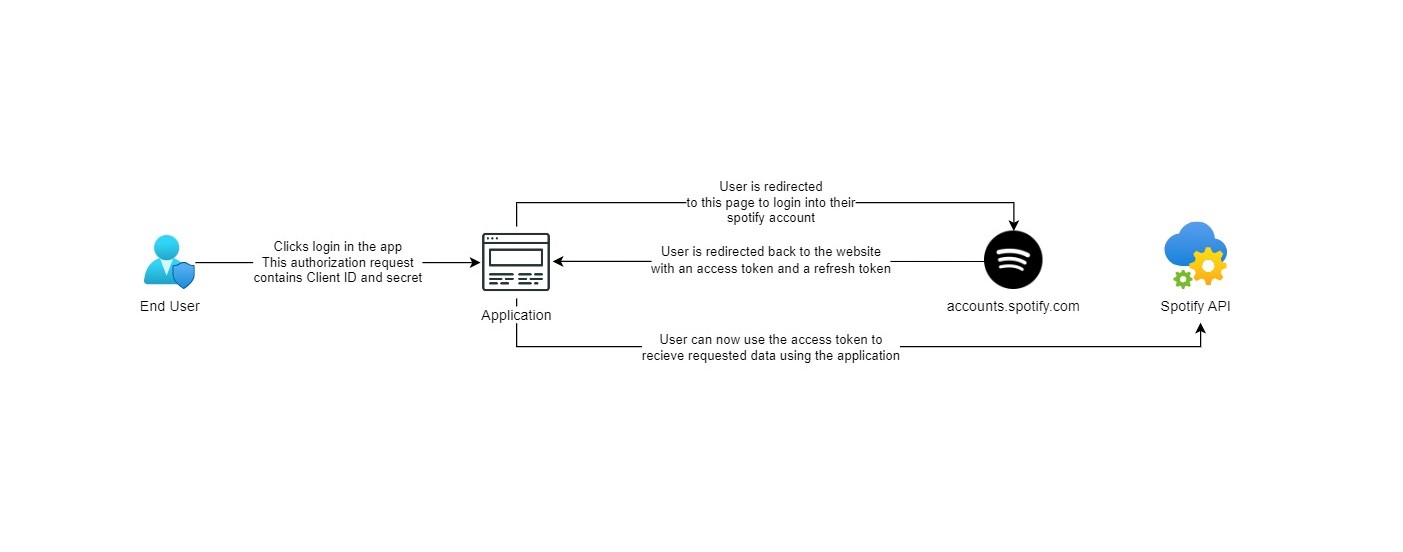 User is redirected
to this page to login into their
spotify account
Clicks login in the app
This authorization request
contains Client ID and secret
User is redirected back to the website
with an access token and a refresh token
End User
Application
accounts.spotify.com
Spotify API
User can now use the access token to
recieve requested data using the application